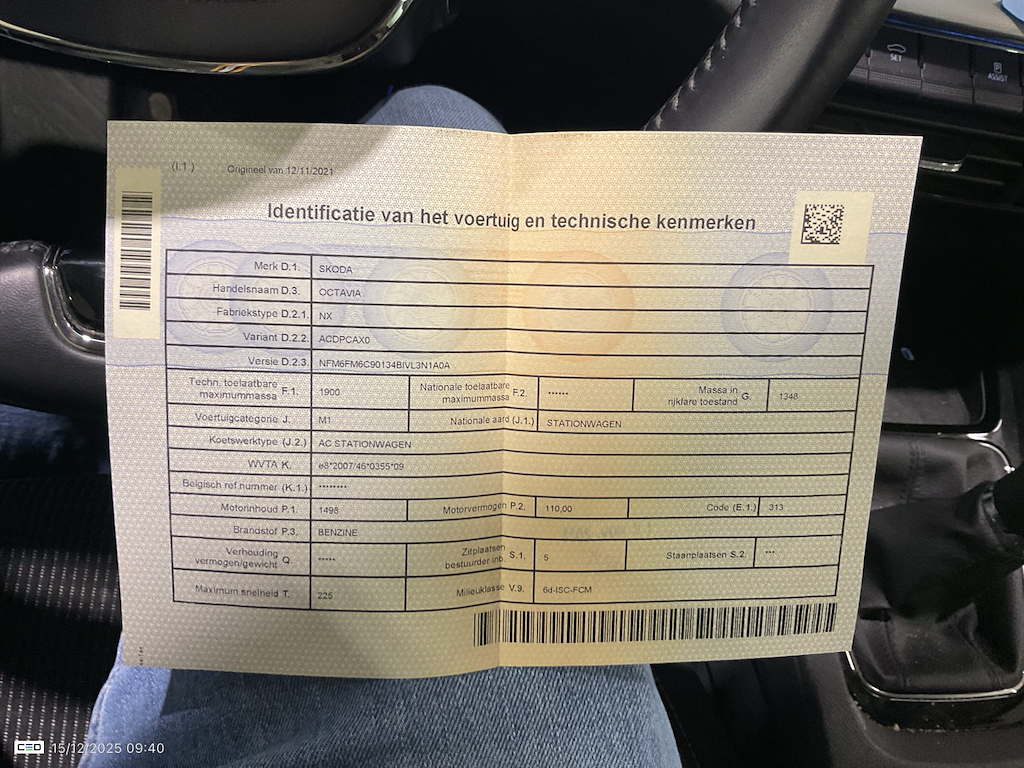 SET
P
ASSIST
(I.1.) Origineel van 12/11/2021
Identificatie van het voertuig en technische kenmerken
Merk D.1. SKODA
Handelsnaam D.3. OCTAVIA
Fabriekstype D.2.1. NX
Variant D.2.2. ACDPCAX0
Versie D.2.3. NFM6FM6C90134BIVL3N1A0A
Techn. toelaatbare maximummassa F.1. 1900 Nationale toelaatbare maximummassa F.2. ****** Massa in rijklare toestand G. 1348
Voertuigcategorie J. M1 Nationale aard (J.1.) STATIONWAGEN
Koetswerktype (J.2.) AC STATIONWAGEN
WVTA K. e8*2007/46*0355*09
Belgisch ref.nummer (K.1.) ********
Motorinhoud P.1. 1498 Motorvermogen P.2. 110,00 Code (E.1.) 313
Brandstof P.3. BENZINE
Verhouding vermogen/gewicht Q. ***** Zitplaatsen bestuurder inb. S.1. 5 Staanplaatsen S.2. ***
Maximum snelheid T. 225 Milieuklasse V.9. 6d-ISC-FCM
CEO 15/12/2025 09:40